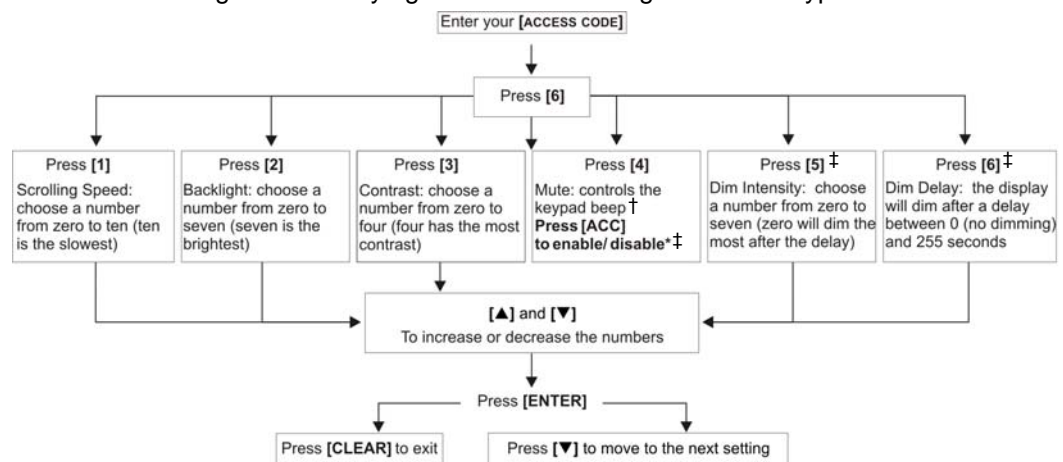 Enter your [ACCESS CODE]
Press [6]
Press [1]
Scrolling Speed:
choose a number
from zero to ten (ten
is the slowest)
Press [2]
Backlight: choose a
number from zero to
seven (seven is the
brightest)
Press [3]
Contrast: choose a
number from zero to
four (four has the most
contrast)
Press [4]
Mute: controls the
keypad beep †
Press [ACC]
to enable/ disable*‡
Press [5] ‡
Dim Intensity: choose
a number from zero to
seven (zero will dim the
most after the delay)
Press [6] ‡
Dim Delay: the display
will dim after a delay
between 0 (no dimming)
and 255 seconds
[▲] and [▼]
To increase or decrease the numbers
Press [ENTER]
Press [CLEAR] to exit
Press [▼] to move to the next setting